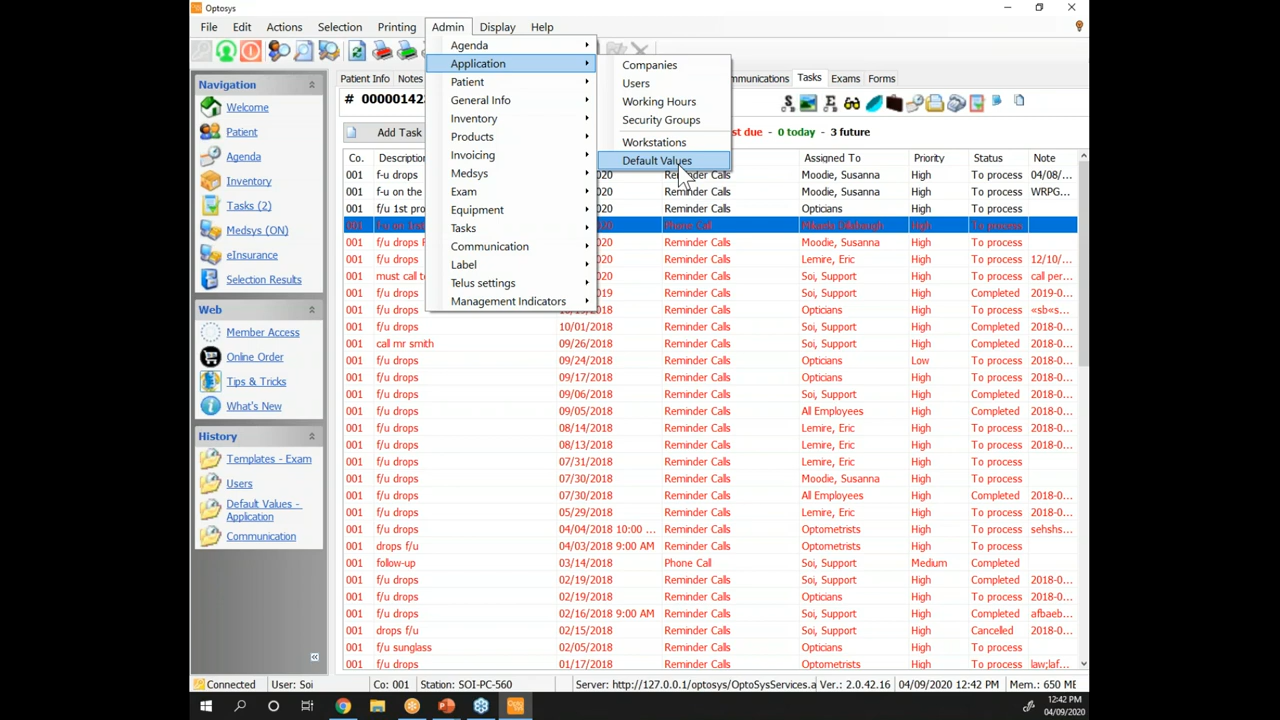 Optosys
File Edit Actions Selection Printing Admin Display Help
Agenda
Application
Patient
General Info
Inventory
Products
Invoicing
Medsys
Exam
Equipment
Tasks
Communication
Label
Telus settings
Management Indicators
Companies
Users
Working Hours
Security Groups
Workstations
Default Values
Navigation
Welcome
Patient
Agenda
Inventory
Tasks (2)
Medsys (ON)
eInsurance
Selection Results
Web
Member Access
Online Order
Tips & Tricks
What's New
History
Templates - Exam
Users
Default Values -
Application
Communication
Patient Info Notes mmunications Tasks Exams Forms
# 00000142
Add Task st due - 0 today - 3 future
Co. Description Assigned To Priority Status Note
001 f-u drops 020 Reminder Calls Moodie, Susanna High To process 04/08/...
001 f-u on the 020 Reminder Calls Moodie, Susanna High To process WRPG...
001 f/u 1st pro 020 Reminder Calls Opticians High To process
001 020 Phone Call High To process
001 f/u drops 020 Reminder Calls Moodie, Susanna High To process
001 f/u drops 020 Reminder Calls Lemire, Eric High To process 12/10/...
001 must call t 020 Reminder Calls Soi, Support High To process call per...
001 f/u drops 019 Reminder Calls Soi, Support High Completed 2019-0...
001 f/u drops Reminder Calls Opticians High To process «sb«s...
001 f/u drops 10/01/2018 Reminder Calls Soi, Support High Completed 2018-0...
001 call mr smith 09/26/2018 Reminder Calls Soi, Support High Completed 2018-0...
001 f/u drops 09/24/2018 Reminder Calls Opticians Low To process
001 f/u drops 09/17/2018 Reminder Calls Opticians High To process
001 f/u drops 09/06/2018 Reminder Calls Soi, Support High Completed 2018-0...
001 f/u drops 09/05/2018 Reminder Calls All Employees High Completed 2018-0...
001 f/u drops 08/14/2018 Reminder Calls Lemire, Eric High Completed 2018-0...
001 f/u drops 08/13/2018 Reminder Calls Lemire, Eric High Completed 2018-0...
001 f/u drops 07/31/2018 Reminder Calls Lemire, Eric High To process
001 f/u drops 07/30/2018 Reminder Calls Moodie, Susanna High To process
001 f/u drops 07/30/2018 Reminder Calls All Employees High Completed 2018-0...
001 f/u drops 05/29/2018 Reminder Calls Lemire, Eric High To process
001 f/u drops 04/04/2018 10:00 ... Reminder Calls Optometrists High To process sehshs...
001 drops f/u 04/03/2018 9:00 AM Reminder Calls Optometrists High To process
001 follow-up 03/14/2018 Phone Call Soi, Support Medium Completed
001 f/u drops 02/19/2018 Reminder Calls Soi, Support High Completed 2018-0...
001 f/u drops 02/19/2018 Reminder Calls Opticians High To process
001 f/u drops 02/16/2018 9:00 AM Reminder Calls Soi, Support High Completed afbaeb...
001 drops f/u 02/15/2018 Reminder Calls Soi, Support High Cancelled 2018-0...
001 f/u sunglass 02/15/2018 Reminder Calls Opticians High To process
001 f/u drops 01/17/2018 Reminder Calls Optometrists High To process law;laf...
Connected User: Soi Co: 001 Station: SOI-PC-560 Server: http://127.0.0.1/optosys/OptoSysServices.a Ver.: 2.0.42.16 04/09/2020 12:42 PM Mem.: 650 ME
12:42 PM
04/09/2020